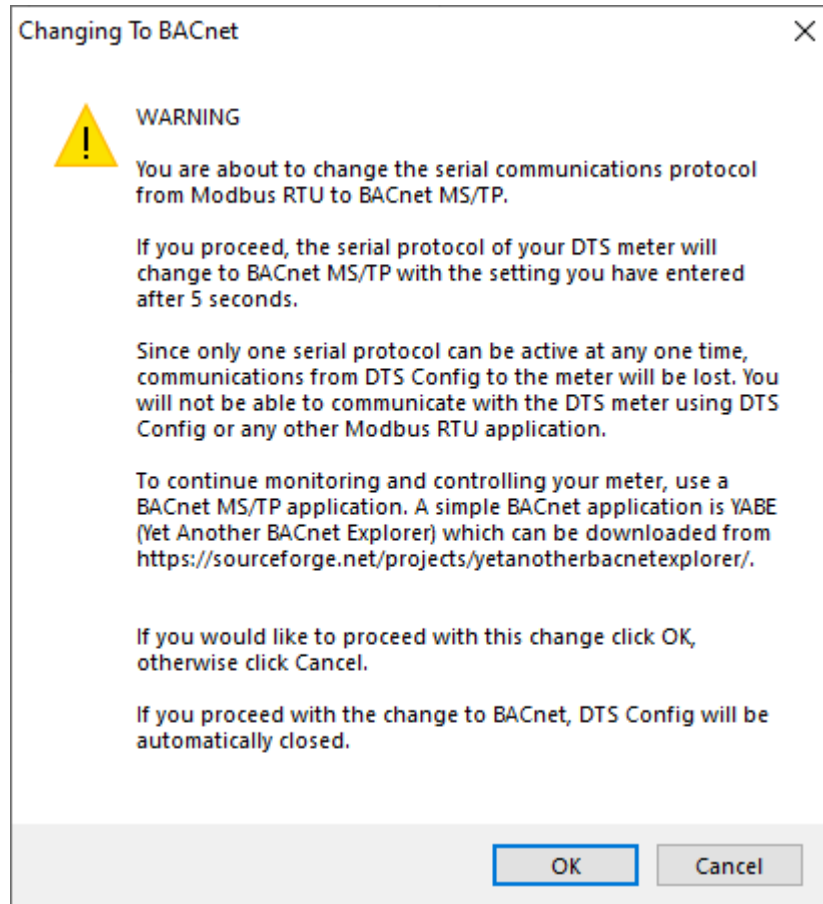 Changing To BACnet
WARNING
You are about to change the serial communications protocol
from Modbus RTU to BACnet MS/TP.
If you proceed, the serial protocol of your DTS meter will
change to BACnet MS/TP with the setting you have entered
after 5 seconds.
Since only one serial protocol can be active at any one time,
communications from DTS Config to the meter will be lost. You
will not be able to communicate with the DTS meter using DTS
Config or any other Modbus RTU application.
To continue monitoring and controlling your meter, use a
BACnet MS/TP application. A simple BACnet application is YABE
(Yet Another BACnet Explorer) which can be downloaded from
https://sourceforge.net/projects/yetanotherbacnetexplorer/.
If you would like to proceed with this change click OK,
otherwise click Cancel.
If you proceed with the change to BACnet, DTS Config will be
automatically closed.
OK Cancel